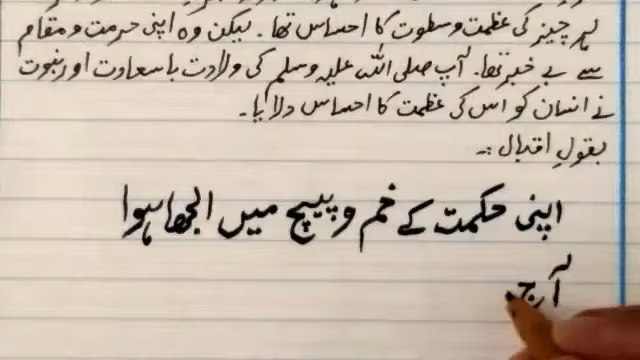 ہر چیز کی عظمت و سطوت کا احساس تھا۔ لیکن وہ اپنی حرمت و مقام
سے بے خبر تھا۔ آپ صلی اللہ علیہ وسلم کی ولادت باسعادت اور نبوت
نے انسان کو اس کی عظمت کا احساس دلایا۔
بقولِ اقبال :۔
اپنی حکمت کے خم و پیچ میں الجھا ہوا
آج